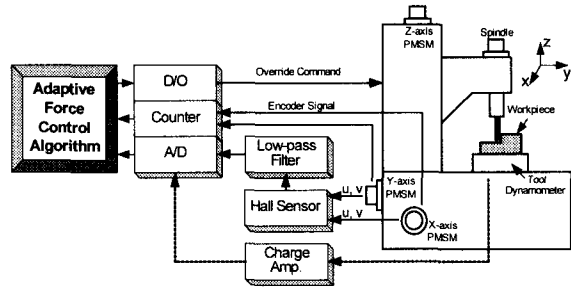 Z-axis
PMSM
Spindle
z
y
x
Adaptive
Force
Control
Algorithm
D/O
Override Command
Counter
Encoder Signal
Workpiece
A/D
Low-pass
Filter
Tool
Dynamometer
Hall Sensor
u, v
Y-axis
PMSM
u, v
X-axis
PMSM
Charge
Amp.